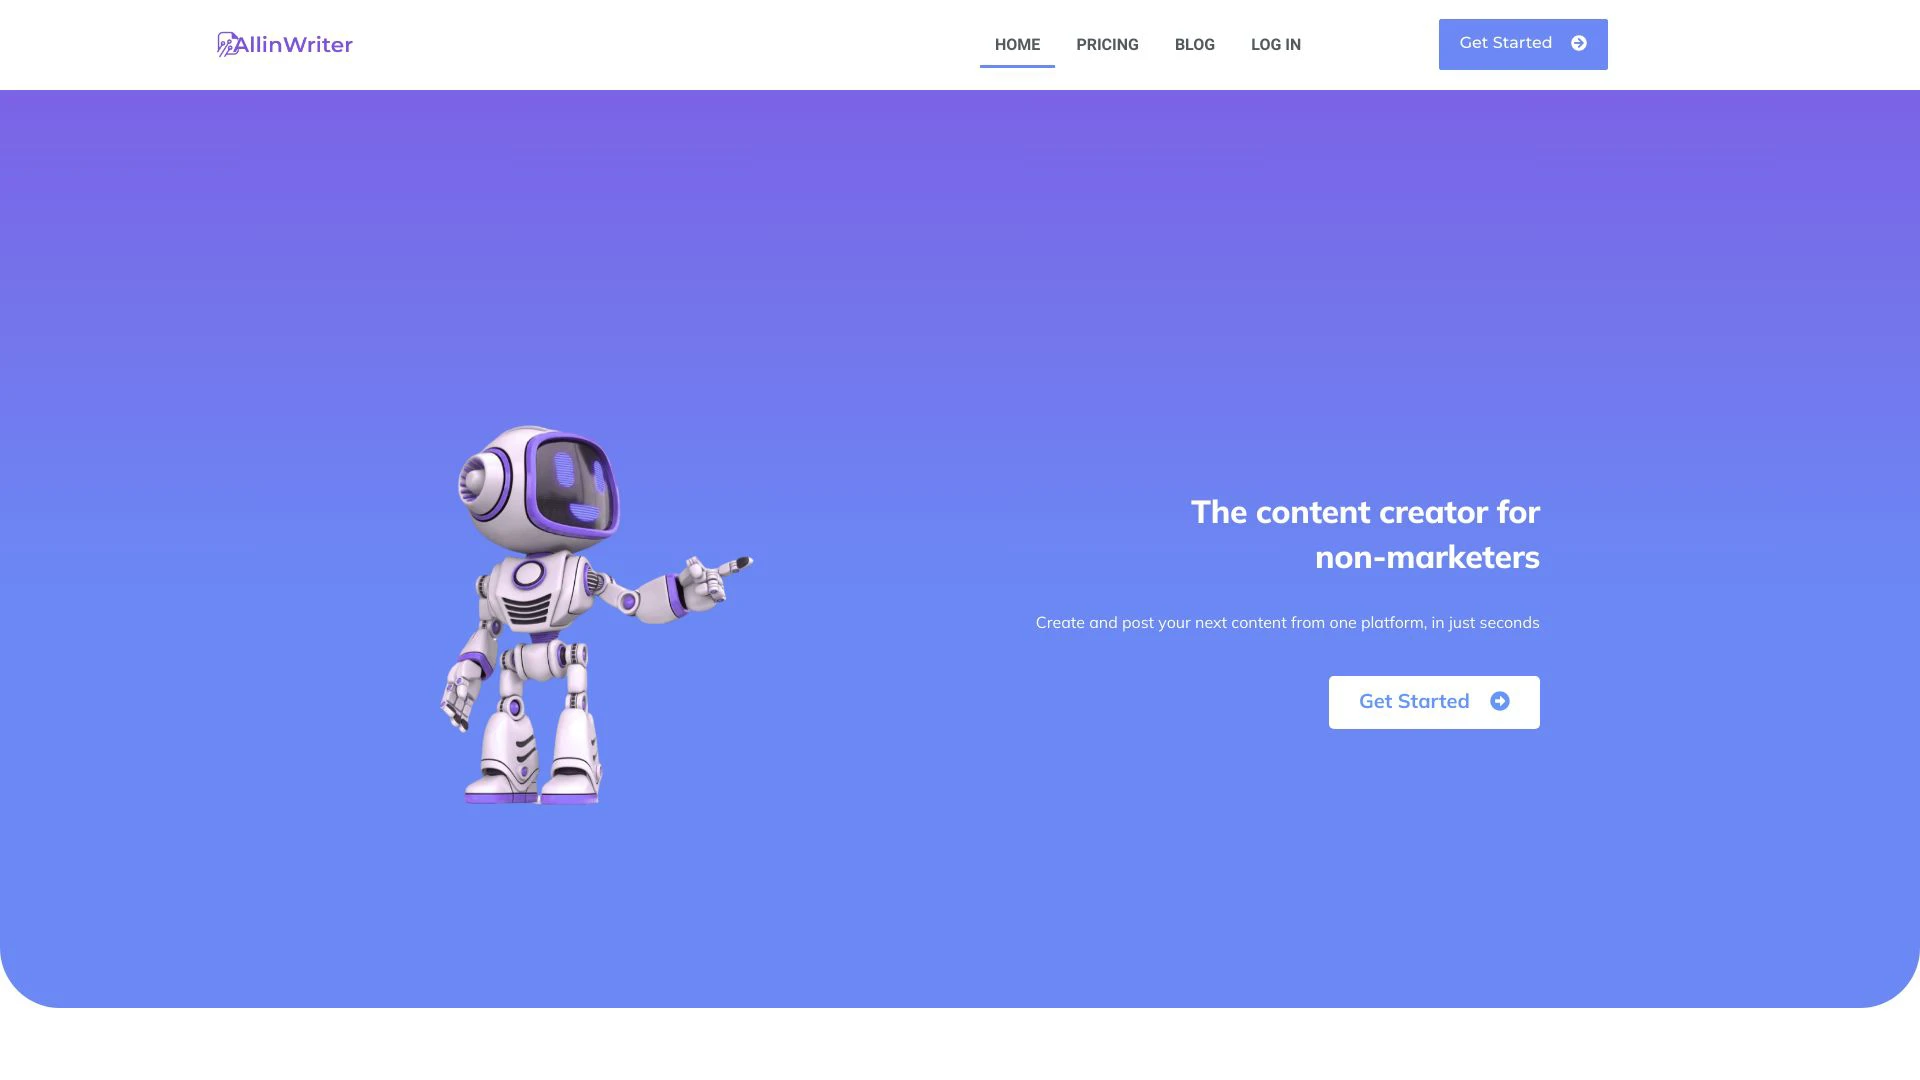 AllinWriter
HOME
PRICING
BLOG
LOG IN
Get Started
The content creator for
non-marketers
Create and post your next content from one platform, in just seconds
Get Started